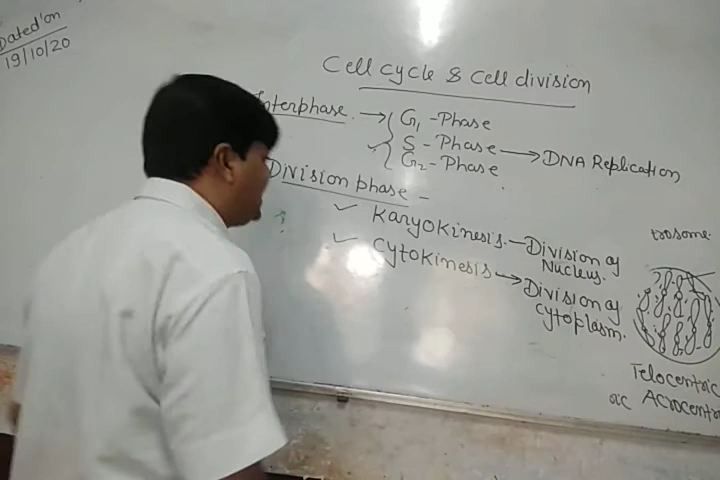 Dated'on
19/10/20
Cell cycle & Cell division
Interphase. → G₁ - Phase
S - Phase → DNA Replication
G₂ - Phase
Division phase -
✓ Karyokinesis - Division of
Nucleus.
✓ Cytokinesis → Division of
cytoplasm.
trosome.
Telocentric
Acrocentr